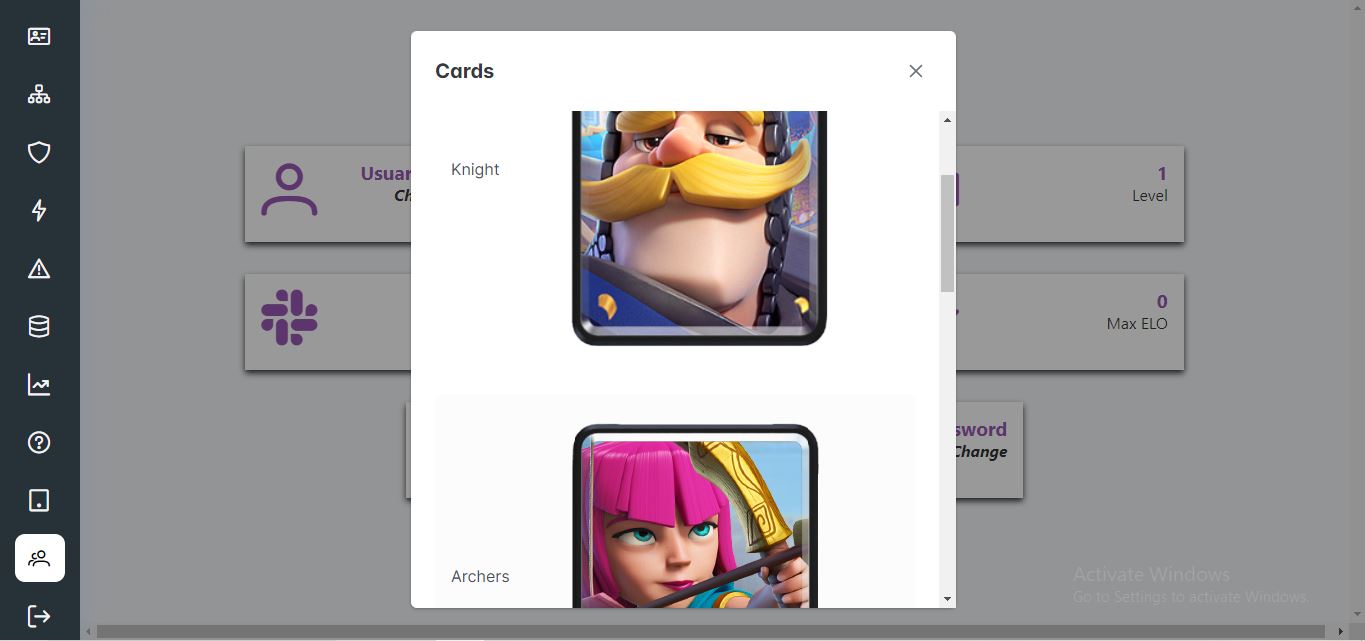 Cards
Knight
Archers
Usuar
Ch
1
Level
0
Max ELO
sword
Change
Activate Windows
Go to Settings to activate Windows.